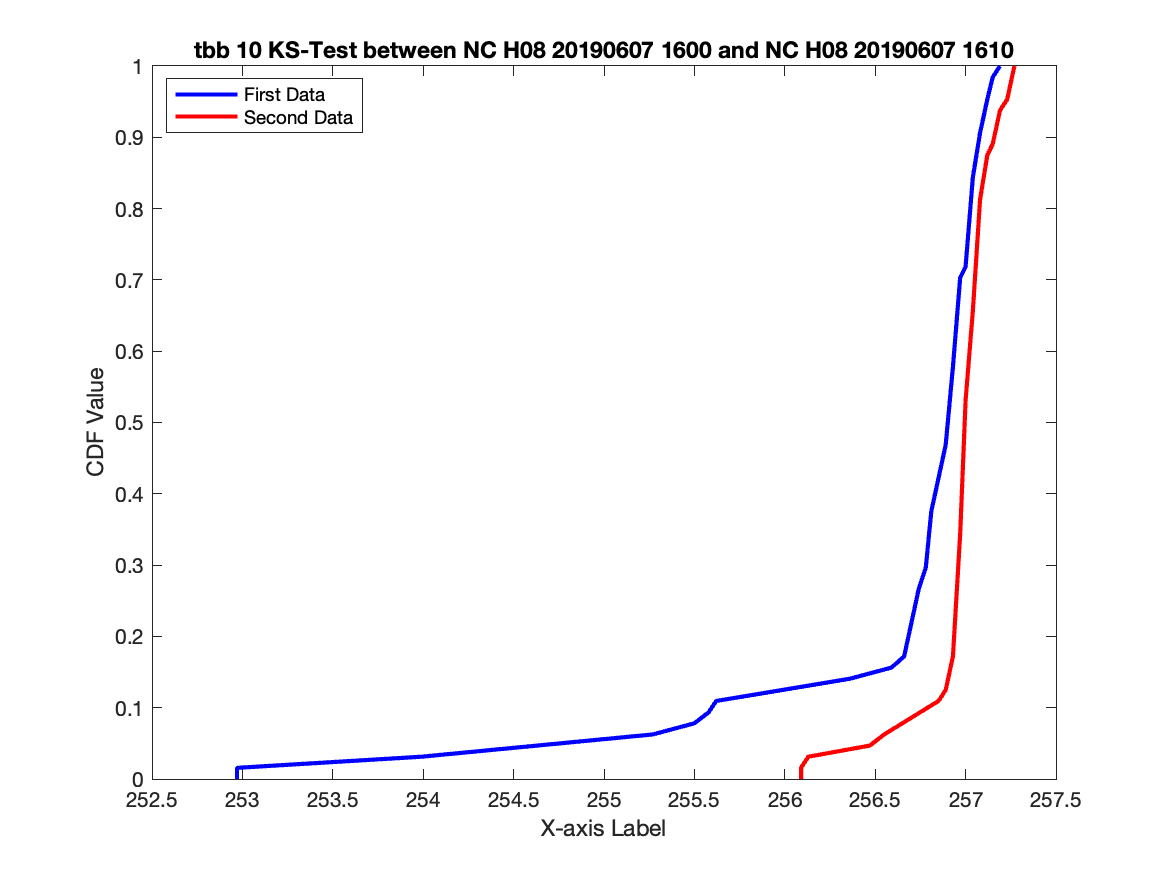 tbb 10 KS-Test between NC H08 20190607 1600 and NC H08 20190607 1610
First Data
Second Data
CDF Value
1
0.9
0.8
0.7
0.6
0.5
0.4
0.3
0.2
0.1
0
252.5 253 253.5 254 254.5 255 255.5 256 256.5 257 257.5
X-axis Label